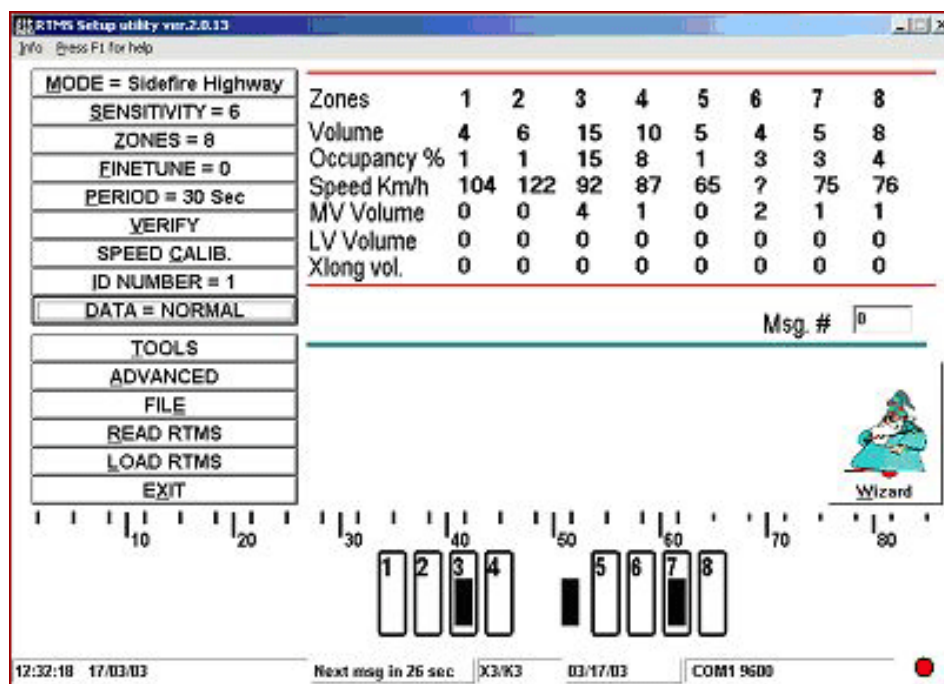 RTMS Setup utility ver.2.0.13
Info Press F1 for help
MODE = Sidefire Highway
SENSITIVITY = 6
ZONES = 8
FINETUNE = 0
PERIOD = 30 Sec
VERIFY
SPEED CALIB.
ID NUMBER = 1
DATA = NORMAL
TOOLS
ADVANCED
FILE
READ RTMS
LOAD RTMS
EXIT
Zones 1 2 3 4 5 6 7 8
Volume 4 6 15 10 5 4 5 8
Occupancy % 1 1 15 8 1 3 3 4
Speed Km/h 104 122 92 87 65 ? 75 76
MV Volume 0 0 4 1 0 2 1 1
LV Volume 0 0 0 0 0 0 0 0
Xlong vol. 0 0 0 0 0 0 0 0
Msg. # 0
Wizard
10 20 30 40 50 60 70 80
1 2 3 4 5 6 7 8
12:32:18 17/03/03 Next msg in 26 sec X3/K3 03/17/03 COM1 9600